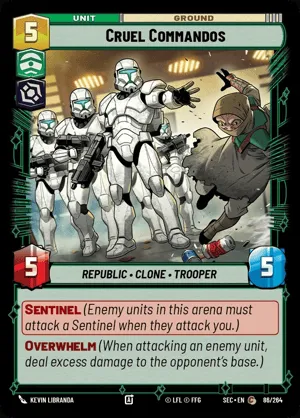 UNIT GROUND
5 CRUEL COMMANDOS
5 5
REPUBLIC • CLONE • TROOPER
SENTINEL (Enemy units in this arena must
attack a Sentinel when they attack you.)
OVERWHELM (When attacking an enemy unit,
deal excess damage to the opponent's base.)
KEVIN LIBRANDA © LFL © FFG SEC • EN C 86/264